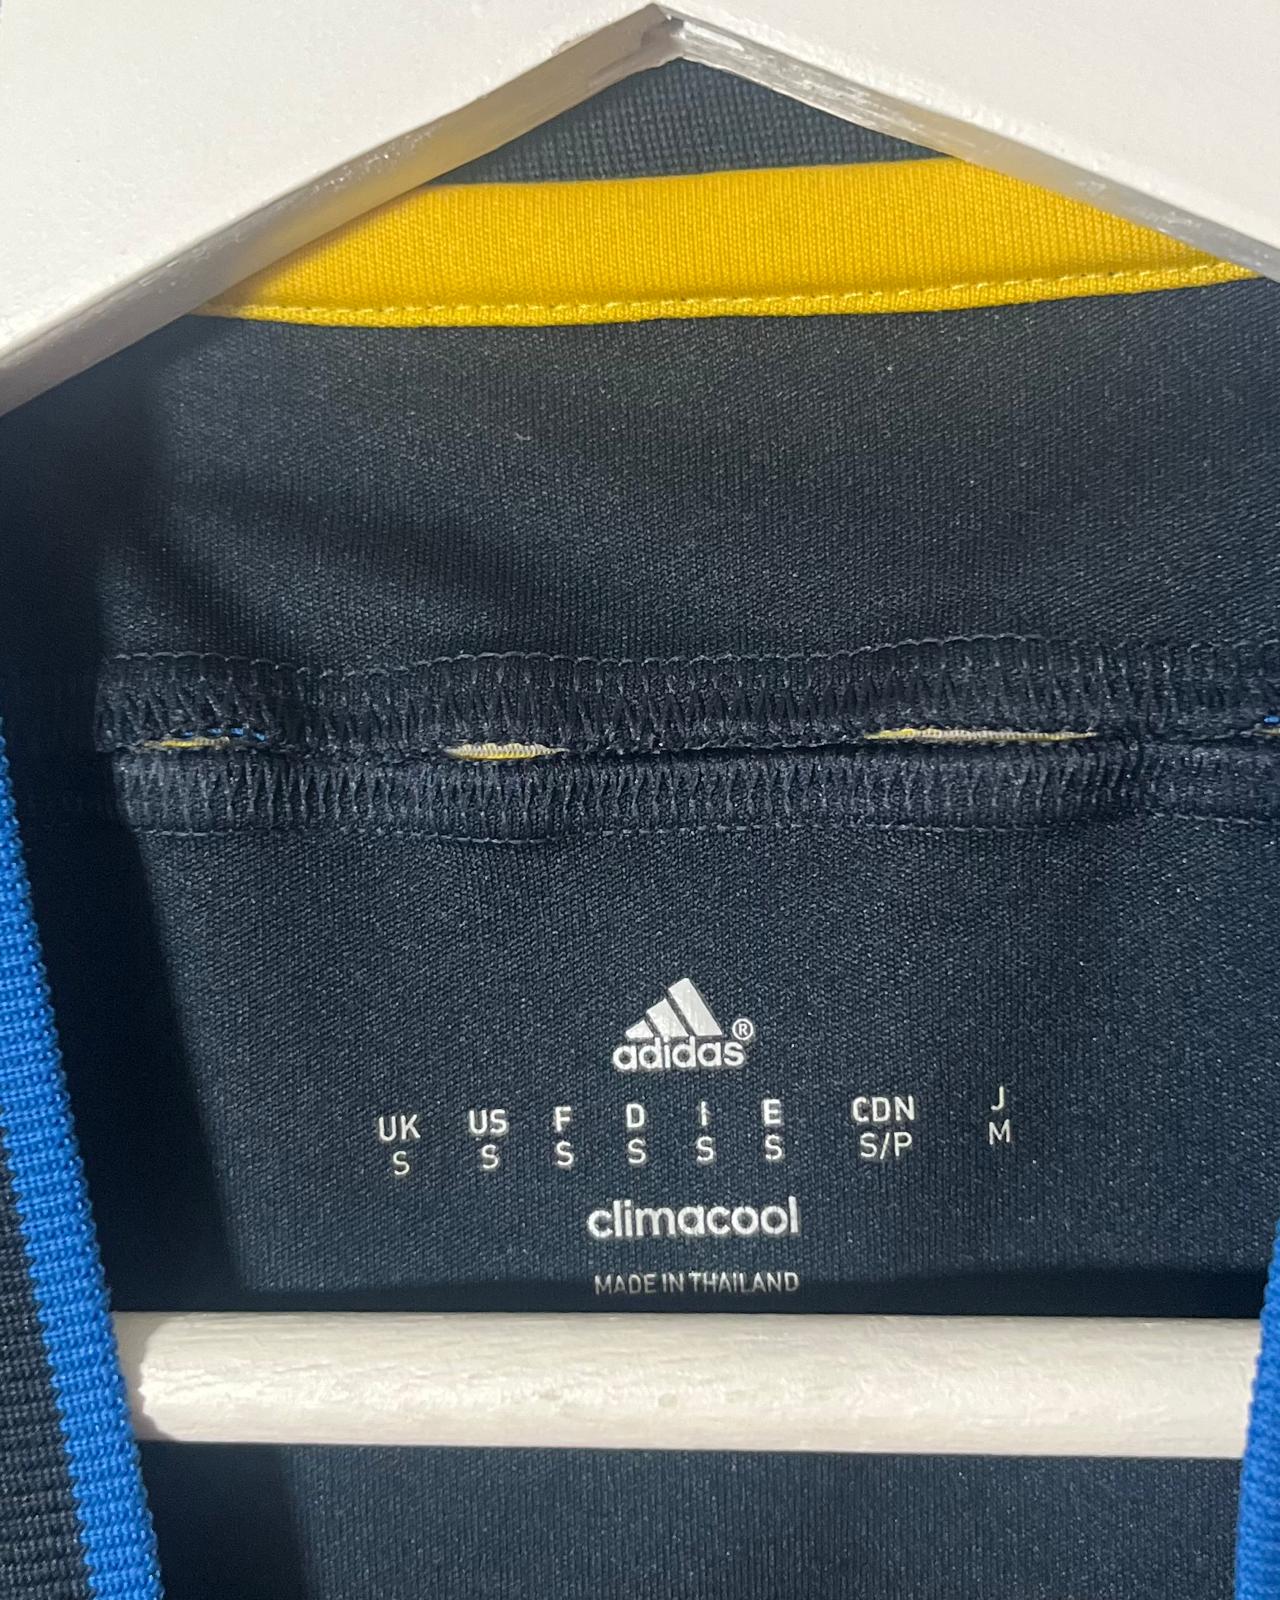 adidas®
UK US F D I E CDN J
S S S S S S S/P M
climacool
MADE IN THAILAND